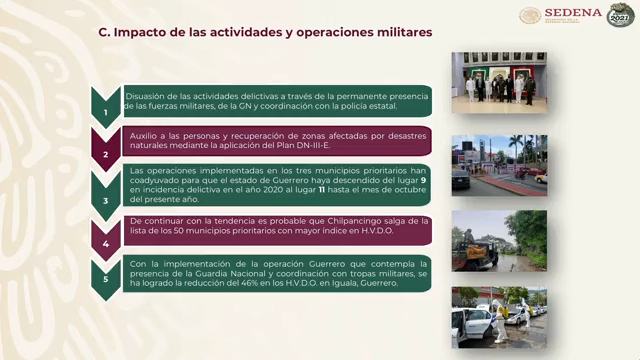 SEDENA
SECRETARÍA DE LA DEFENSA NACIONAL
2021
C. Impacto de las actividades y operaciones militares
1
Disuasión de las actividades delictivas a través de la permanente presencia
de las fuerzas militares, de la GN y coordinación con la policía estatal.
2
Auxilio a las personas y recuperación de zonas afectadas por desastres
naturales mediante la aplicación del Plan DN-III-E.
3
Las operaciones implementadas en los tres municipios prioritarios han
coadyuvado para que el estado de Guerrero haya descendido del lugar 9
en incidencia delictiva en el año 2020 al lugar 11 hasta el mes de octubre
del presente año.
4
De continuar con la tendencia es probable que Chilpancingo salga de la
lista de los 50 municipios prioritarios con mayor índice en H.V.D.O.
5
Con la implementación de la operación Guerrero que contempla la
presencia de la Guardia Nacional y coordinación con tropas militares, se
ha logrado la reducción del 46% en los H.V.D.O. en Iguala, Guerrero.